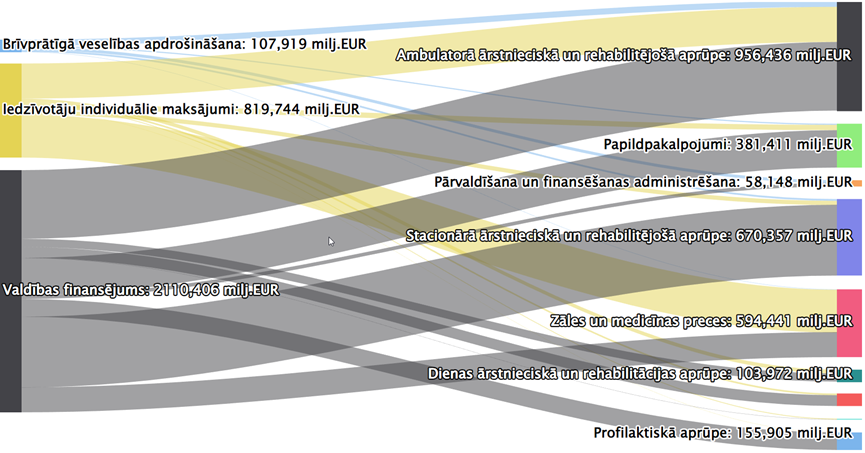 Brīvprātīgā veselības apdrošināšana: 107,919 milj.EUR
Iedzīvotāju individuālie maksājumi: 819,744 milj.EUR
Valdības finansējums: 2110,406 milj.EUR
Ambulatorā ārstnieciskā un rehabilitējošā aprūpe: 956,436 milj.EUR
Papildpakalpojumi: 381,411 milj.EUR
Pārvaldīšana un finansēšanas administrēšana: 58,148 milj.EUR
Stacionārā ārstnieciskā un rehabilitējošā aprūpe: 670,357 milj.EUR
Zāles un medicīnas preces: 594,441 milj.EUR
Dienas ārstnieciskā un rehabilitācijas aprūpe: 103,972 milj.EUR
Profilaktiskā aprūpe: 155,905 milj.EUR